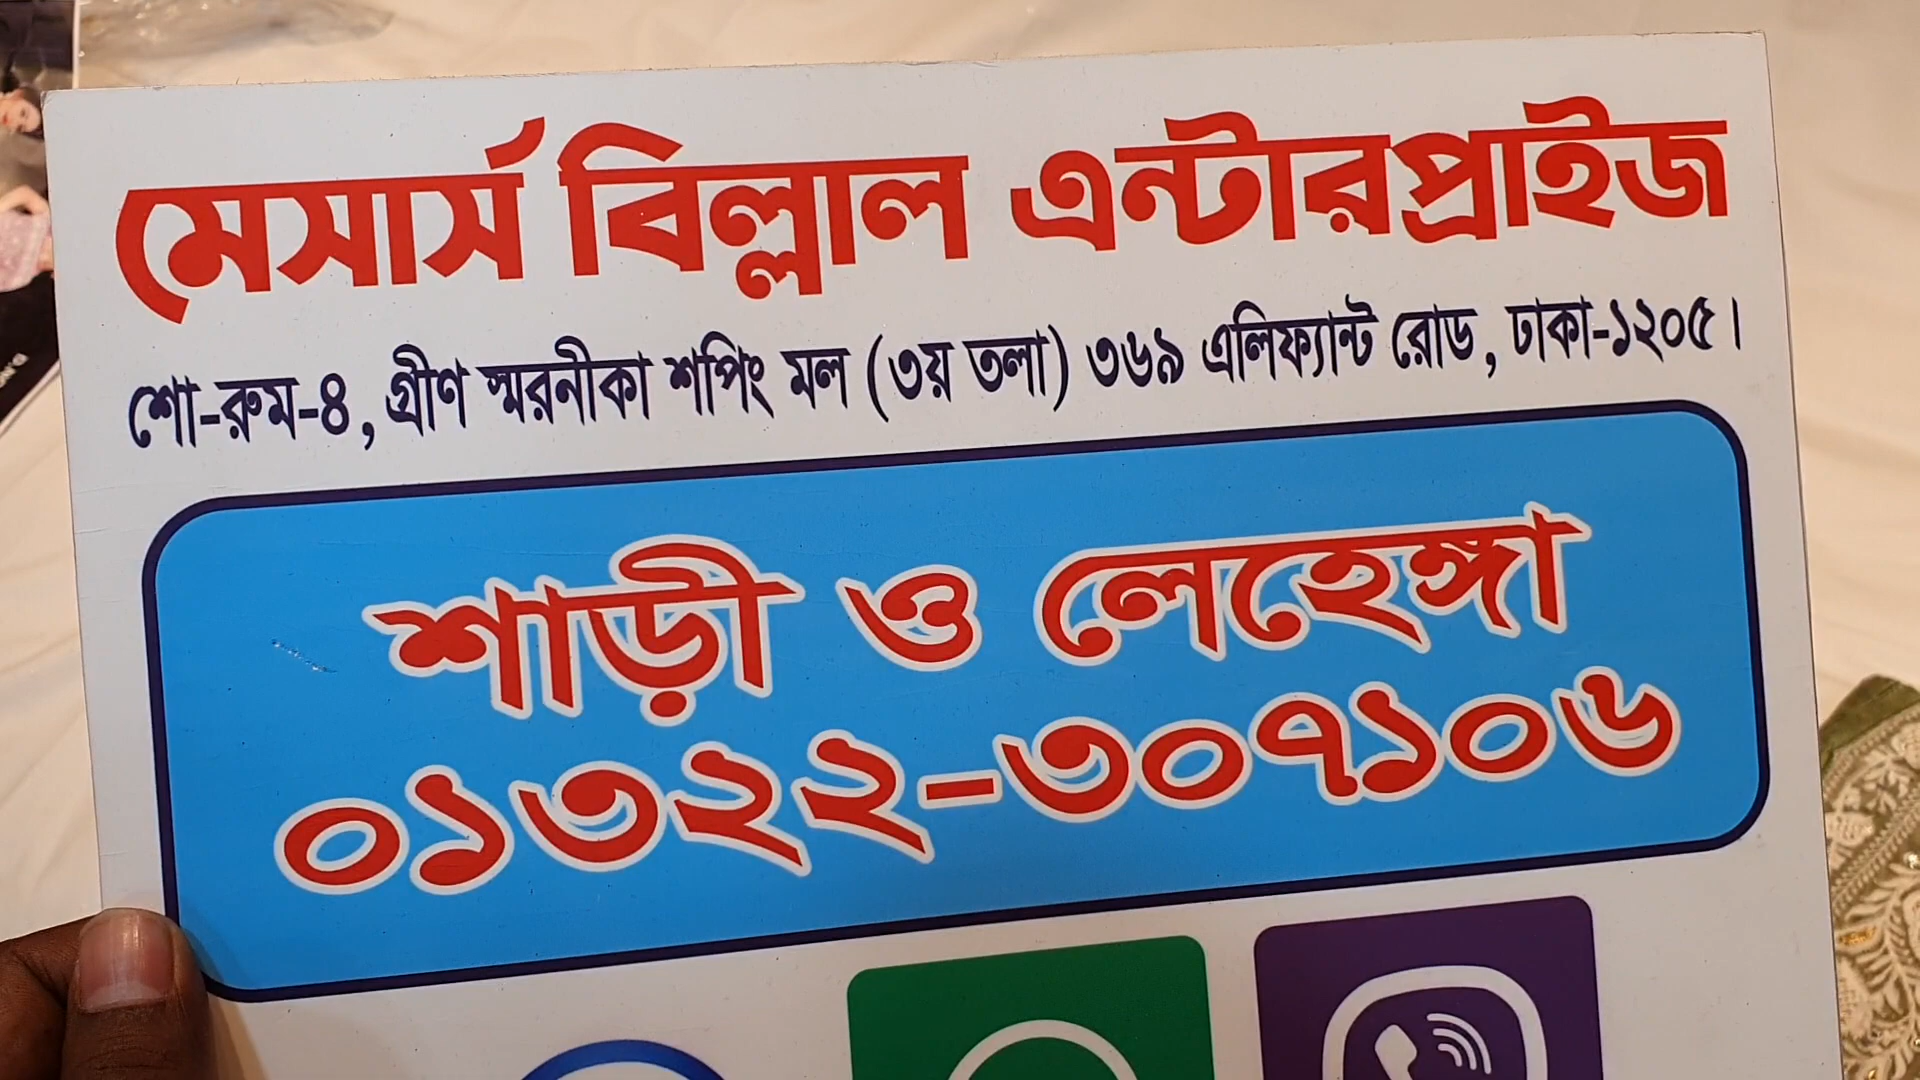 মেসার্স বিল্লাল এন্টারপ্রাইজ
শো-রুম-৪, গ্রীণ স্মরনীকা শপিং মল (৩য় তলা) ৩৬৯ এলিফ্যান্ট রোড, ঢাকা-১২০৫।
শাড়ী ও লেহেঙ্গা
০১৩২২-৩০৭১০৬